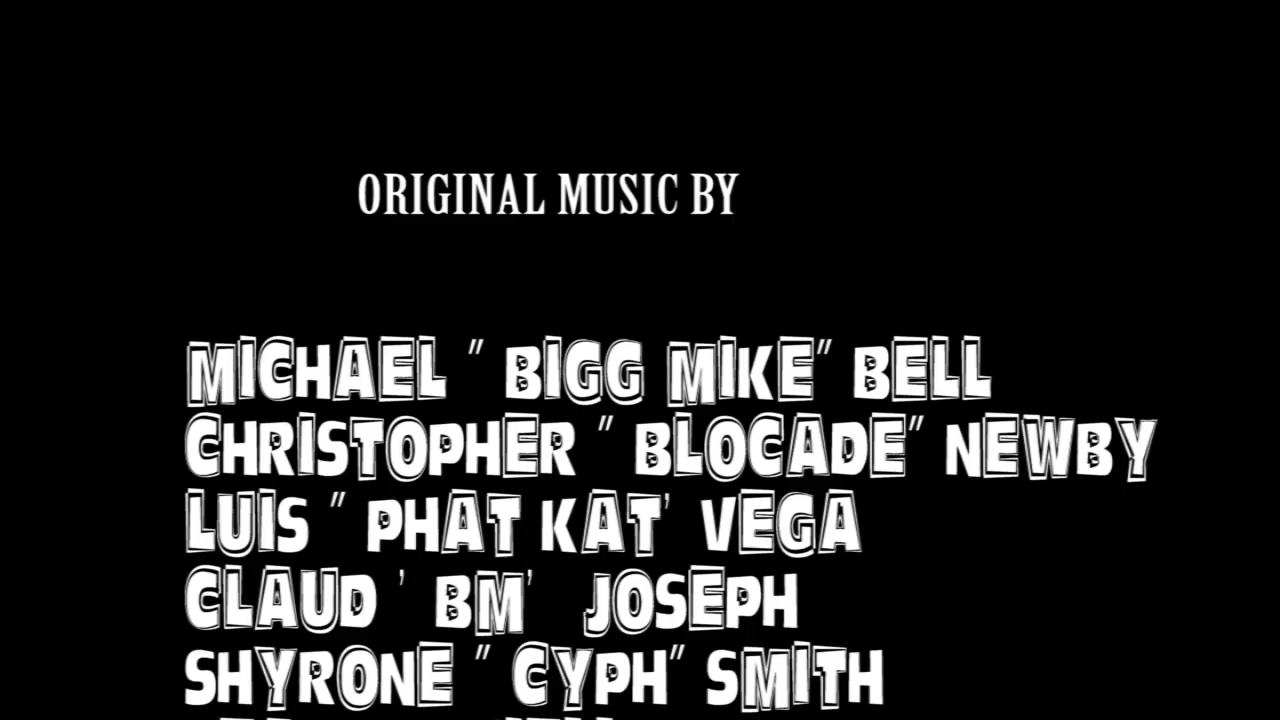 ORIGINAL MUSIC BY
MICHAEL " BIGG MIKE" BELL
CHRISTOPHER " BLOCADE" NEWBY
LUIS " PHAT KAT' VEGA
CLAUD ' BM' JOSEPH
SHYRONE " CYPH" SMITH